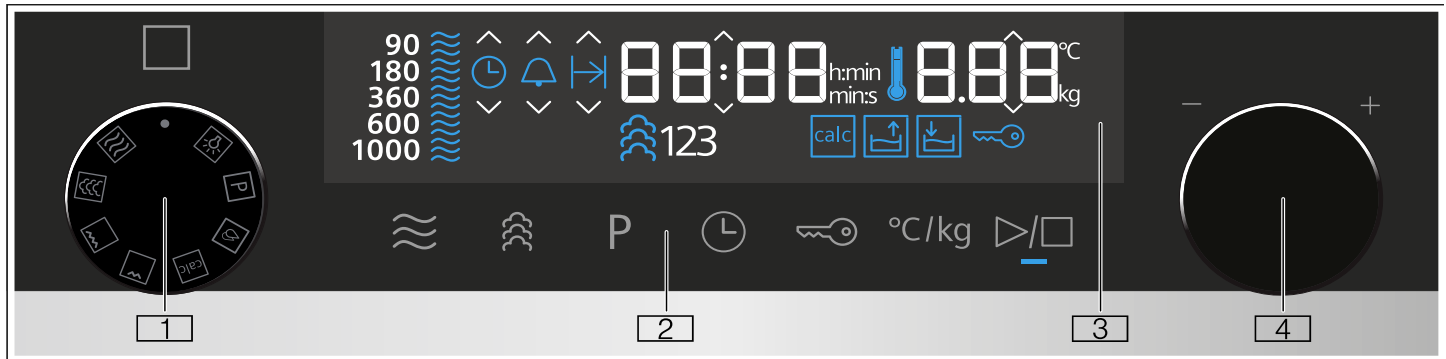 90
180
360
600
1000
88:88 h:min
min:s
8.88 °C
kg
123
calc
P
calc
P
°C/kg
− +
1
2
3
4